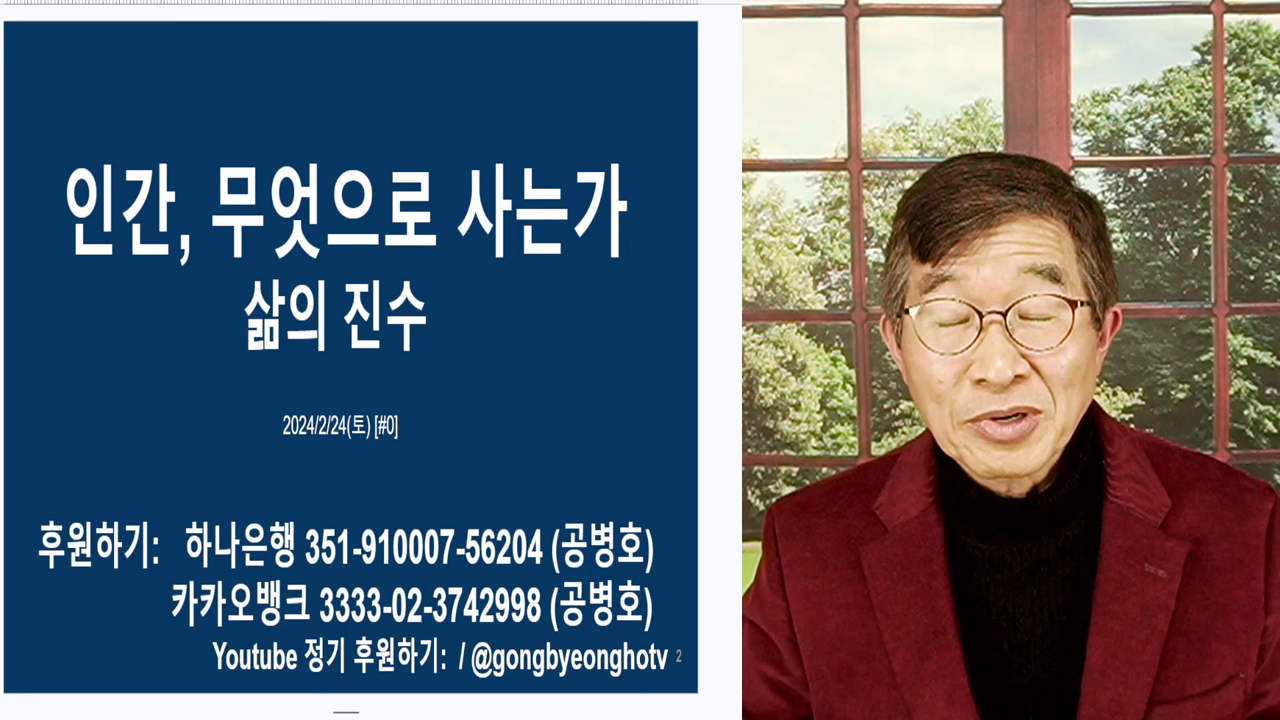 인간, 무엇으로 사는가
삶의 진수
2024/2/24(토) [#0]
후원하기: 하나은행 351-910007-56204 (공병호)
카카오뱅크 3333-02-3742998 (공병호)
Youtube 정기 후원하기: / @gongbyeonghotv 2